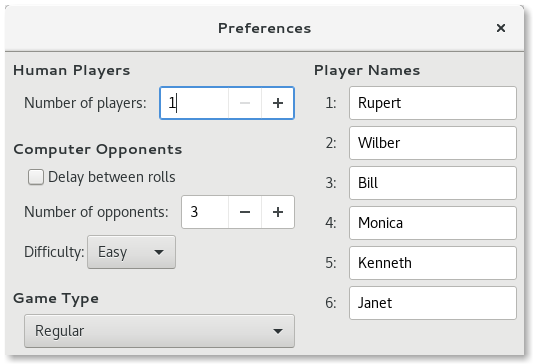 Preferences
Human Players
Number of players: 1
Computer Opponents
Delay between rolls
Number of opponents: 3
Difficulty: Easy
Game Type
Regular
Player Names
1: Rupert
2: Wilber
3: Bill
4: Monica
5: Kenneth
6: Janet